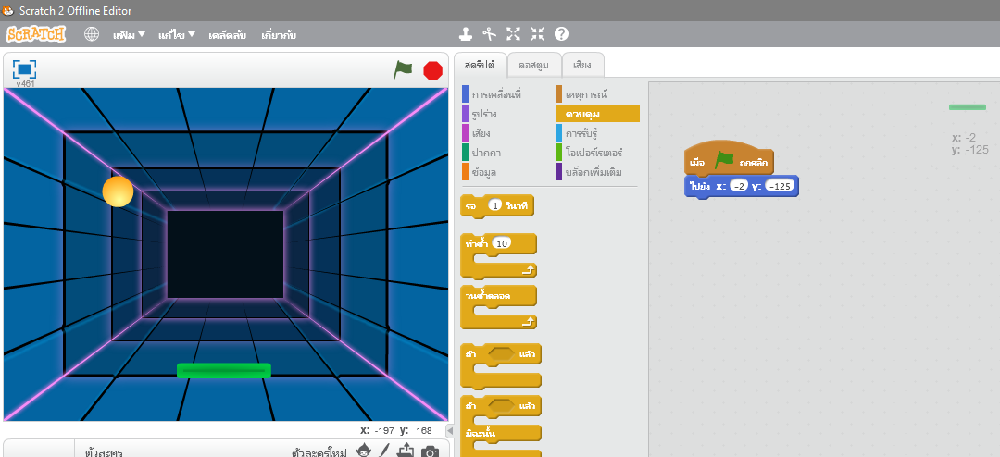 Scratch 2 Offline Editor
SCRATCH แฟ้ม แก้ไข เคล็ดลับ เกี่ยวกับ
v461
สคริปต์ คอสตูม เสียง
การเคลื่อนที่ เหตุการณ์
รูปร่าง ควบคุม
เสียง การรับรู้
ปากกา โอเปอร์เรเตอร์
ข้อมูล บล็อกเพิ่มเติม
รอ 1 วินาที
ทำซ้ำ 10
วนซ้ำตลอด
ถ้า แล้ว
ถ้า แล้ว
มิฉะนั้น
เมื่อ ถูกคลิก
ไปยัง x: -2 y: -125
x: -2
y: -125
x: -197 y: 168
ตัวละคร ตัวละครใหม่